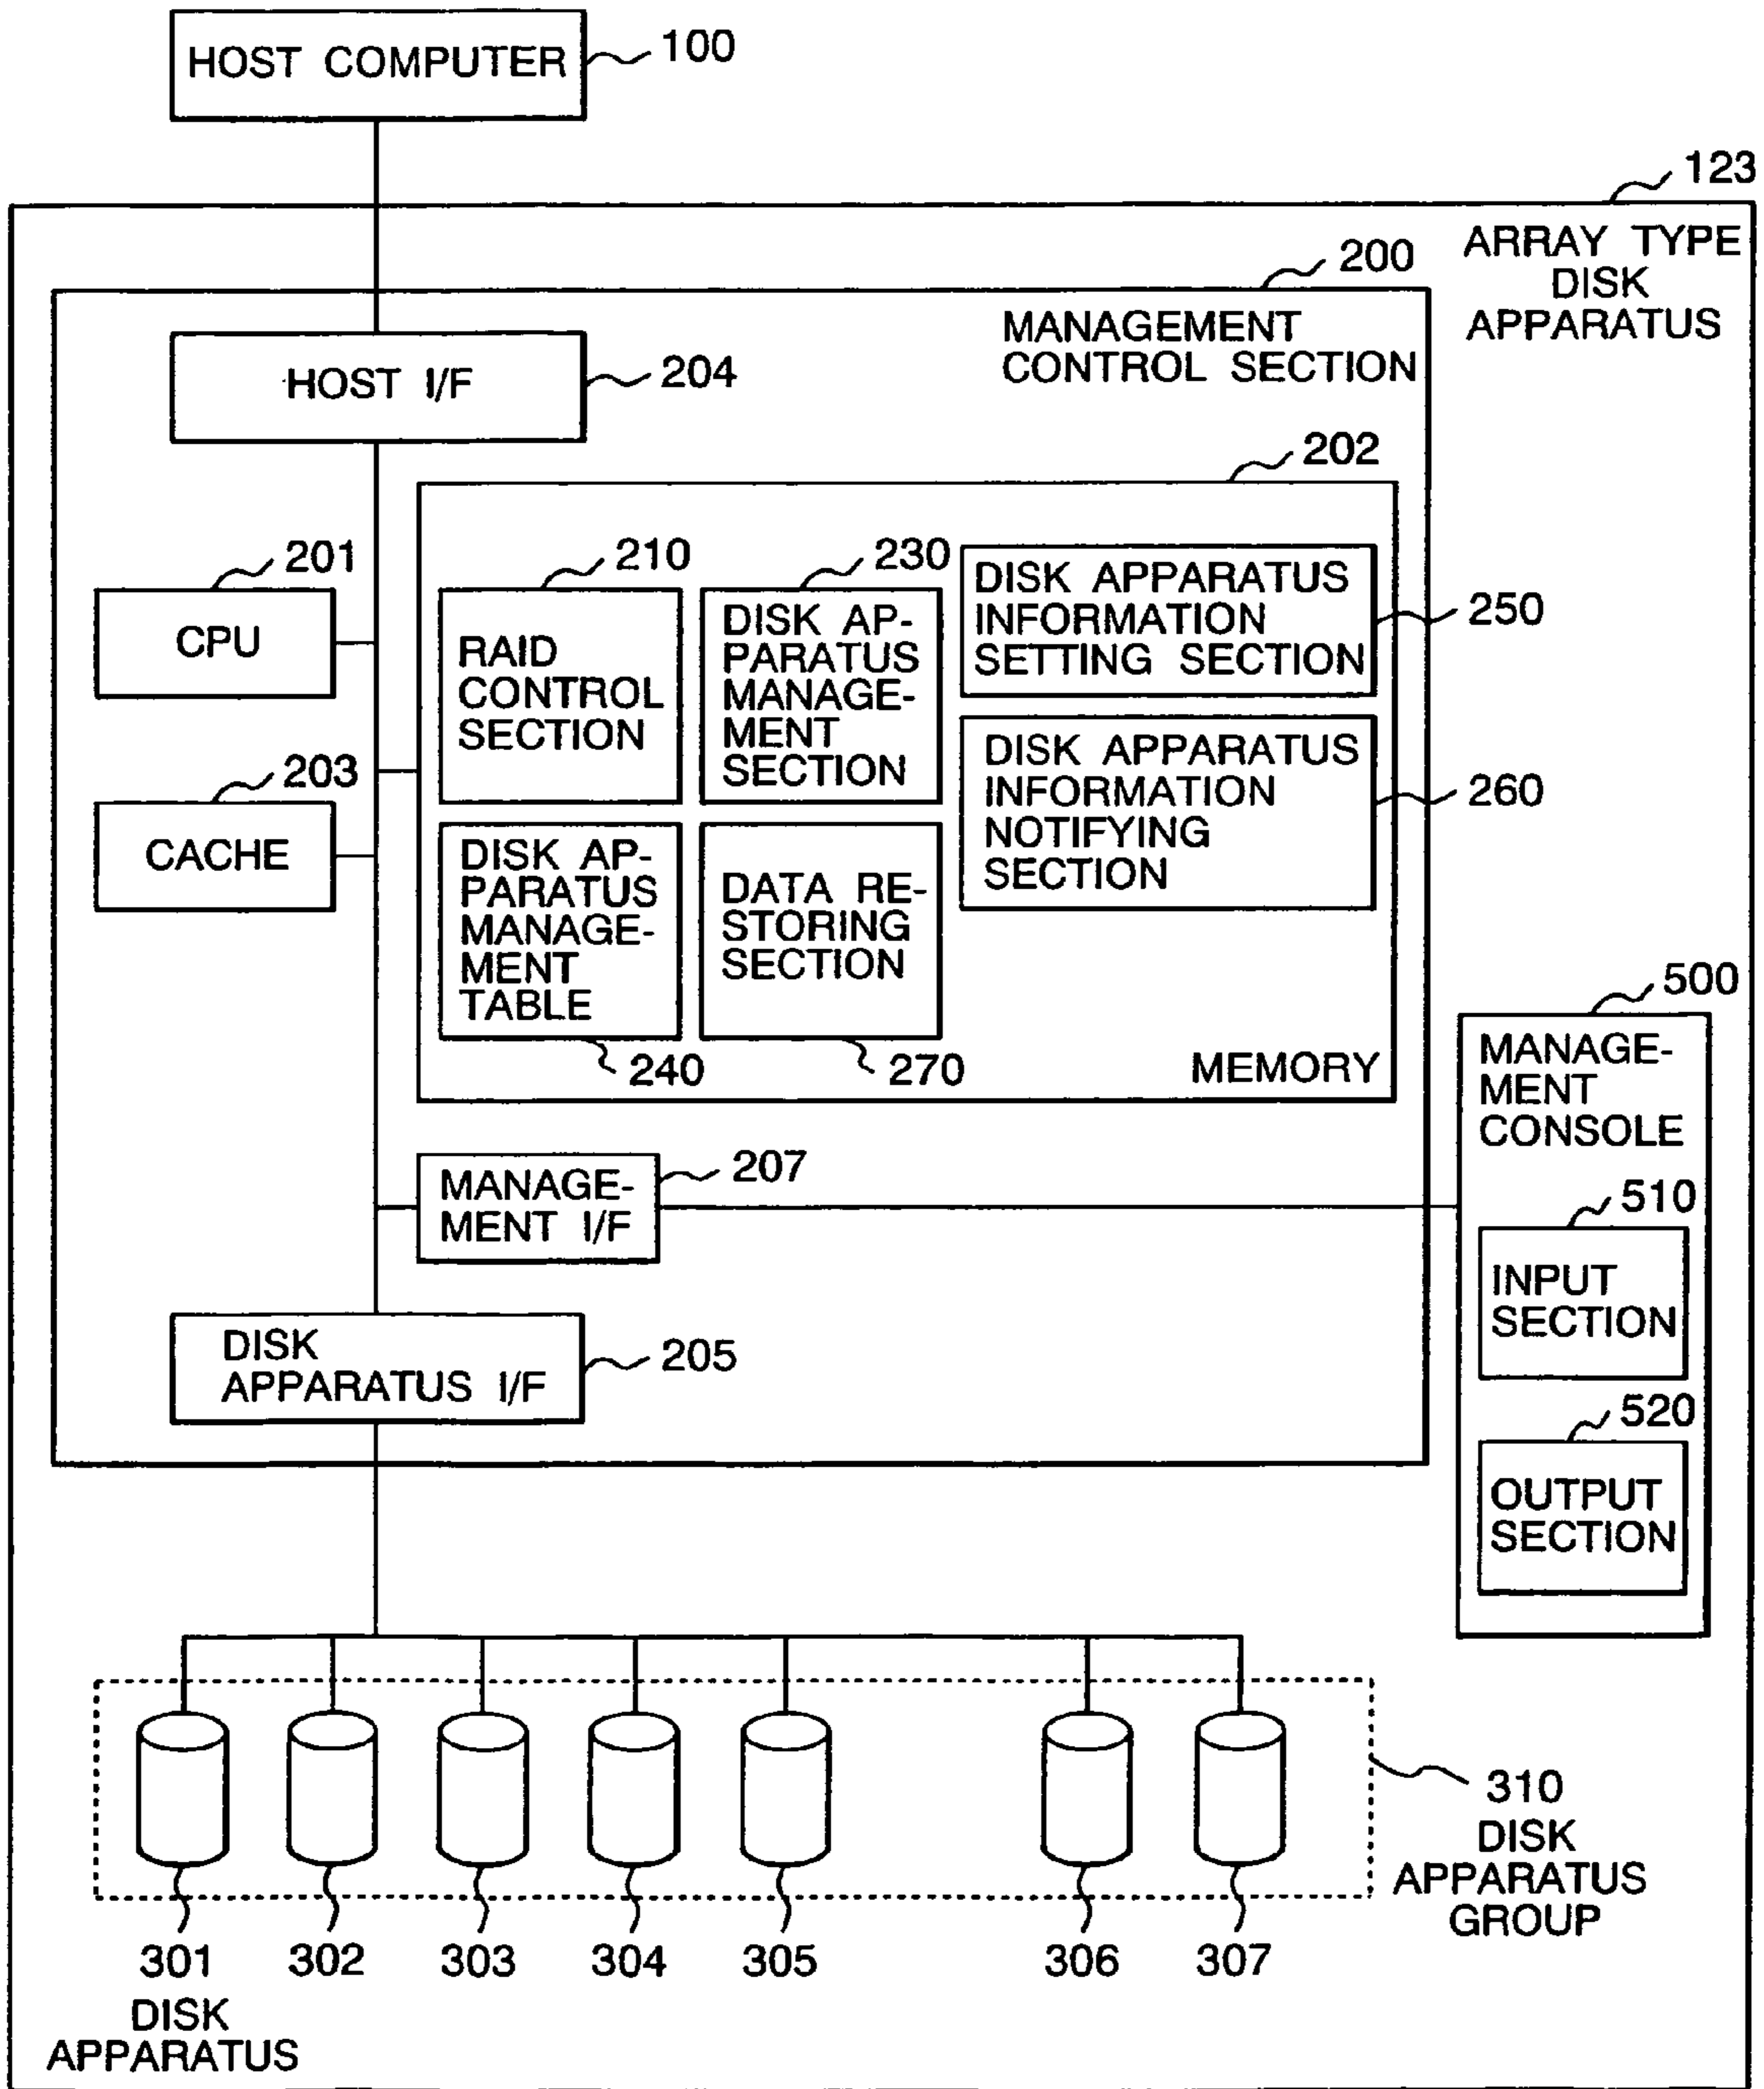 HOST COMPUTER
100
123
ARRAY TYPE
DISK
APPARATUS
200
MANAGEMENT
CONTROL SECTION
HOST I/F
204
202
201
CPU
203
CACHE
210
RAID
CONTROL
SECTION
230
DISK AP-
PARATUS
MANAGE-
MENT
SECTION
DISK APPARATUS
INFORMATION
SETTING SECTION
250
DISK APPARATUS
INFORMATION
NOTIFYING
SECTION
260
DISK AP-
PARATUS
MANAGE-
MENT
TABLE
240
DATA RE-
STORING
SECTION
270
MEMORY
500
MANAGE-
MENT
CONSOLE
MANAGE-
MENT I/F
207
510
INPUT
SECTION
DISK
APPARATUS I/F
205
520
OUTPUT
SECTION
310
DISK
APPARATUS
GROUP
301
302
303
304
305
306
307
DISK
APPARATUS